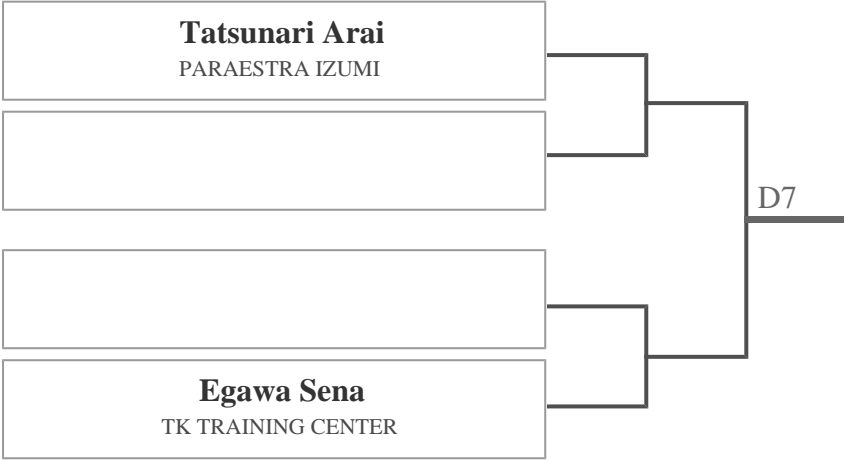 Tatsunari Arai
PARAESTRA IZUMI
D7
Egawa Sena
TK TRAINING CENTER